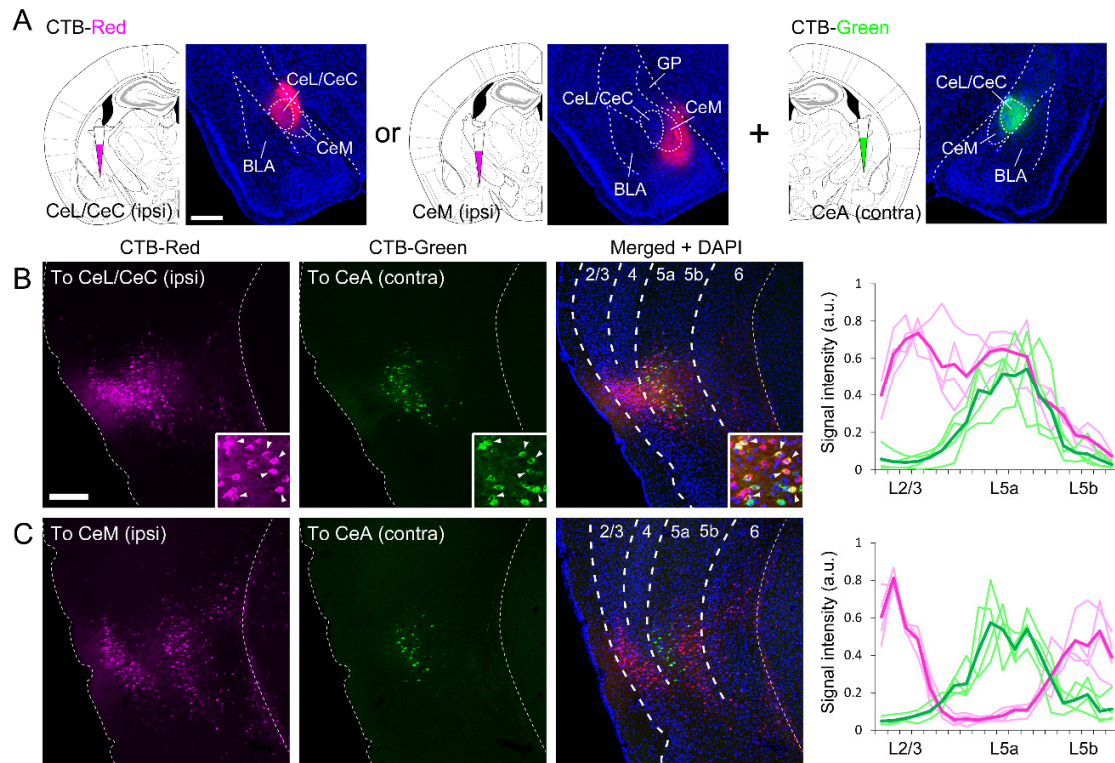 A
CTB-Red
CTB-Green
CeL/CeC
CeM
BLA
CeL/CeC (ipsi)
or
GP
CeL/CeC
CeM
BLA
CeM (ipsi)
+
CeL/CeC
CeM
BLA
CeA (contra)
CTB-Red
CTB-Green
Merged + DAPI
B
To CeL/CeC (ipsi)
To CeA (contra)
2/3 4 5a 5b 6
Signal intensity (a.u.)
1
0.8
0.6
0.4
0.2
0
L2/3 L5a L5b
C
To CeM (ipsi)
To CeA (contra)
2/3 4 5a 5b 6
Signal intensity (a.u.)
1
0.8
0.6
0.4
0.2
0
L2/3 L5a L5b